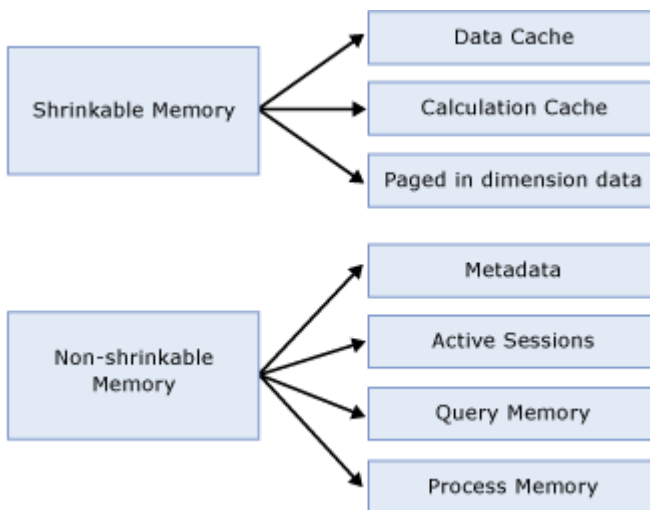 Shrinkable Memory
Data Cache
Calculation Cache
Paged in dimension data
Non-shrinkable
Memory
Metadata
Active Sessions
Query Memory
Process Memory